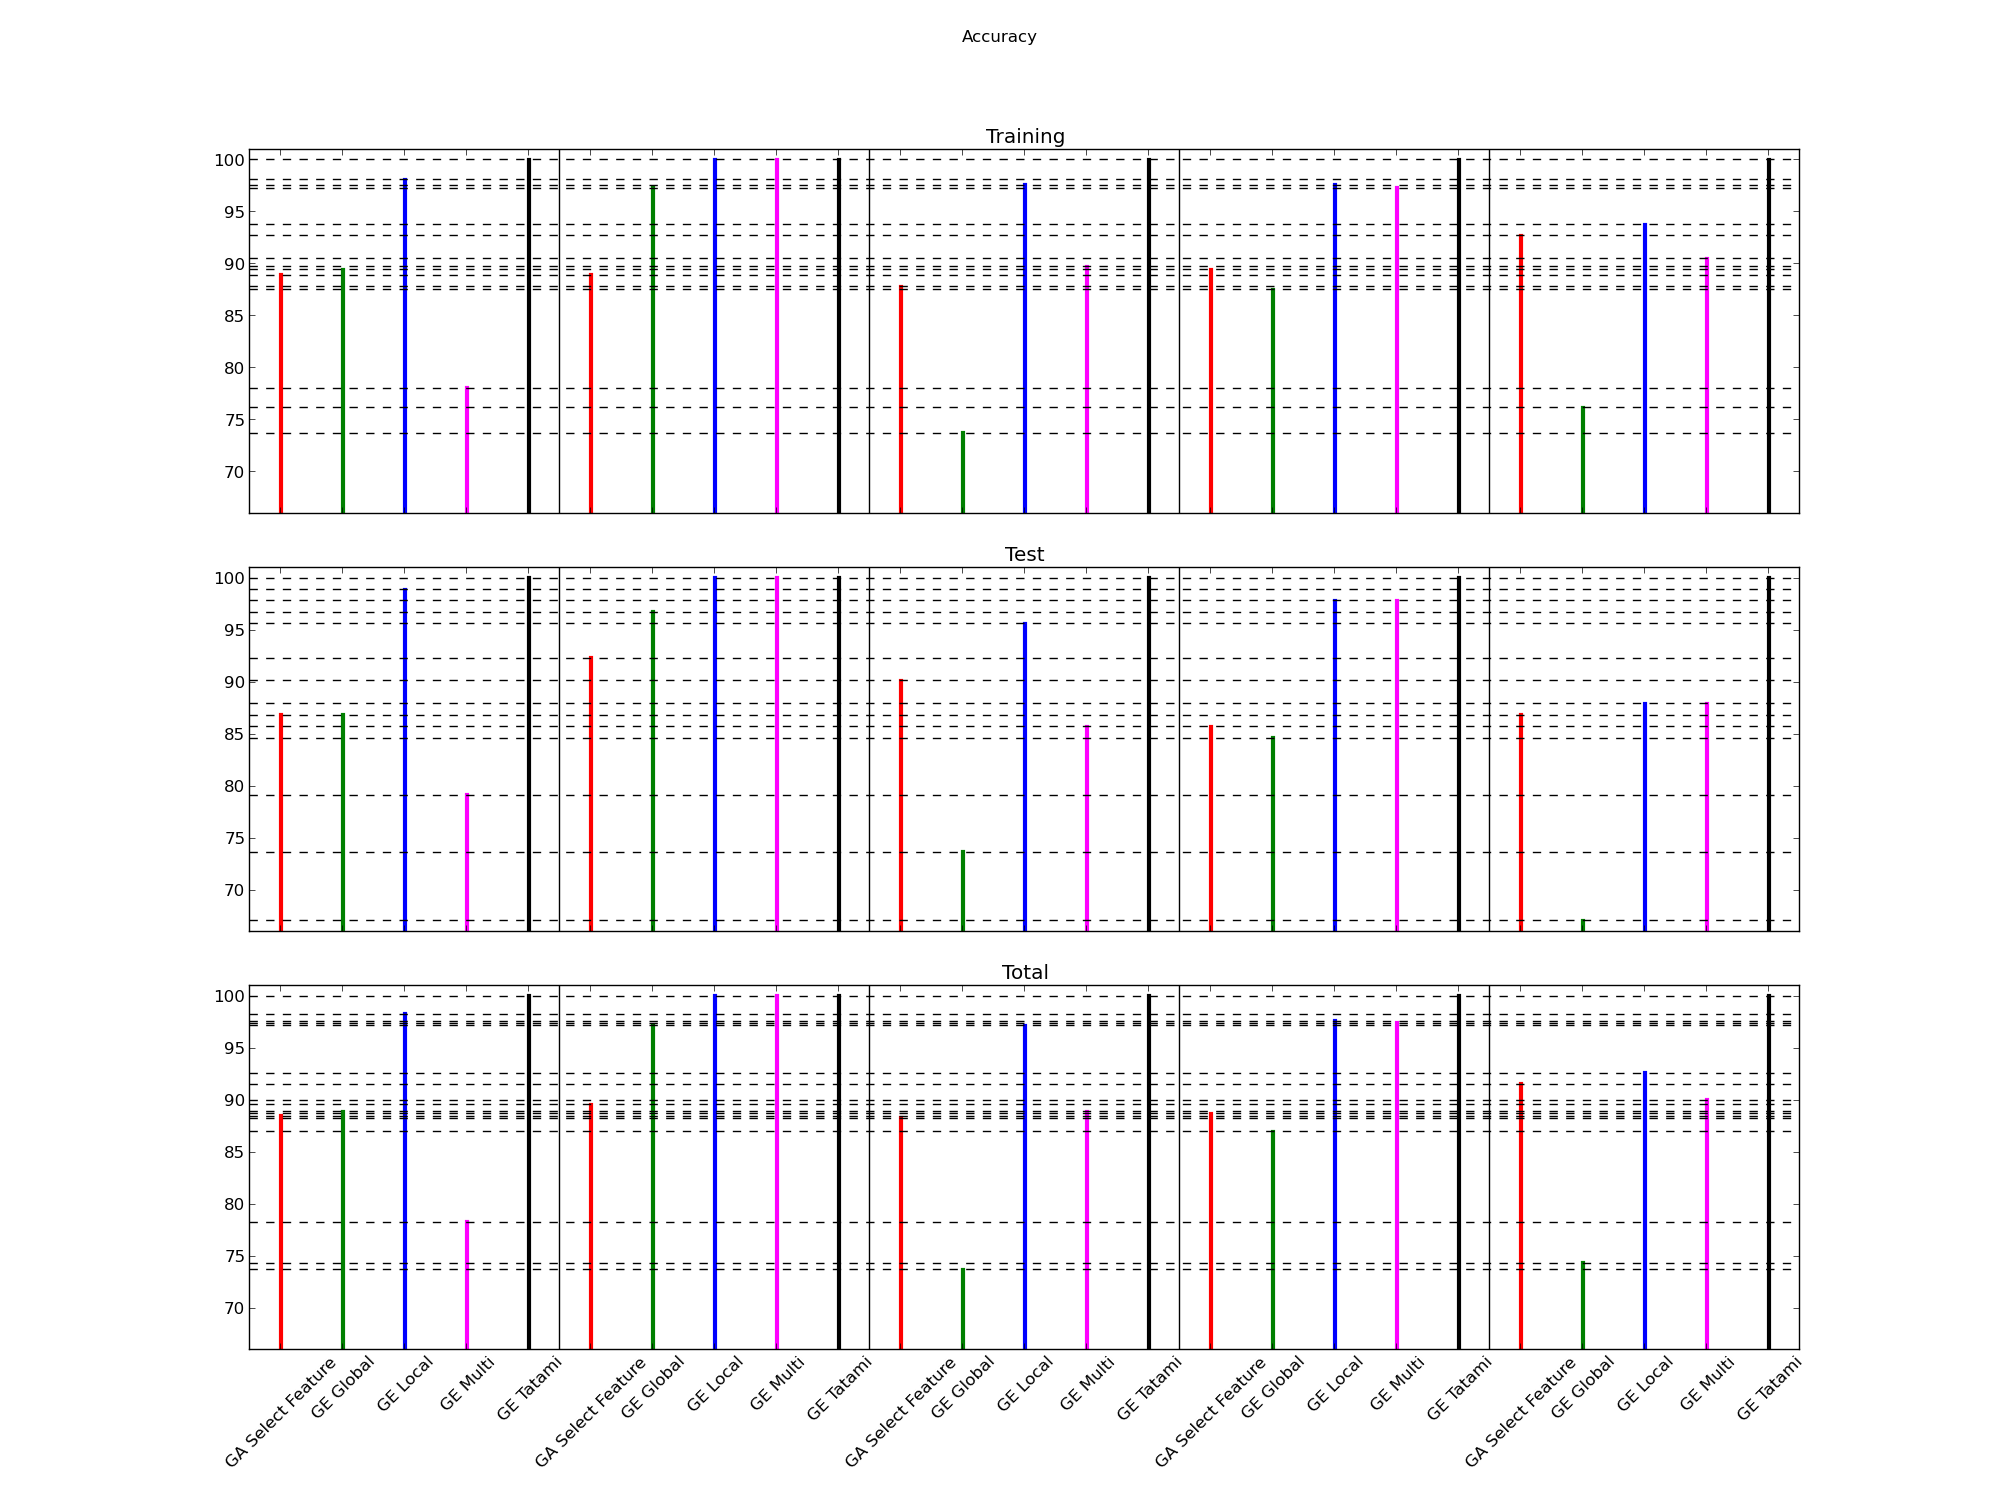 Accuracy
Training
100
95
90
85
80
75
70
Test
100
95
90
85
80
75
70
Total
100
95
90
85
80
75
70
GA Select Feature
GE Global
GE Local
GE Multi
GE Tatami
GA Select Feature
GE Global
GE Local
GE Multi
GE Tatami
GA Select Feature
GE Global
GE Local
GE Multi
GE Tatami
GA Select Feature
GE Global
GE Local
GE Multi
GE Tatami
GA Select Feature
GE Global
GE Local
GE Multi
GE Tatami